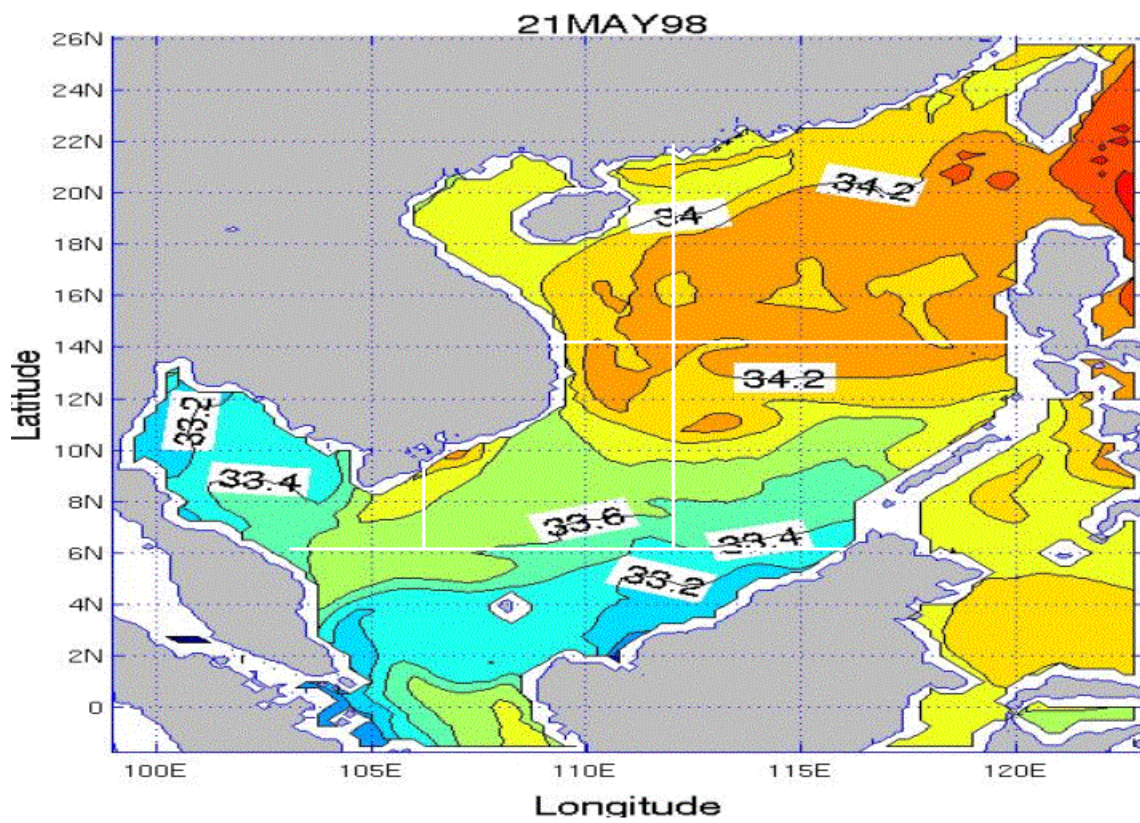 21MAY98
26N
24N
22N
20N
18N
16N
14N
12N
10N
8N
6N
4N
2N
0
Latitude
34.2
34
34.2
33.2
33.4
33.6
33.4
33.2
100E
105E
110E
115E
120E
Longitude